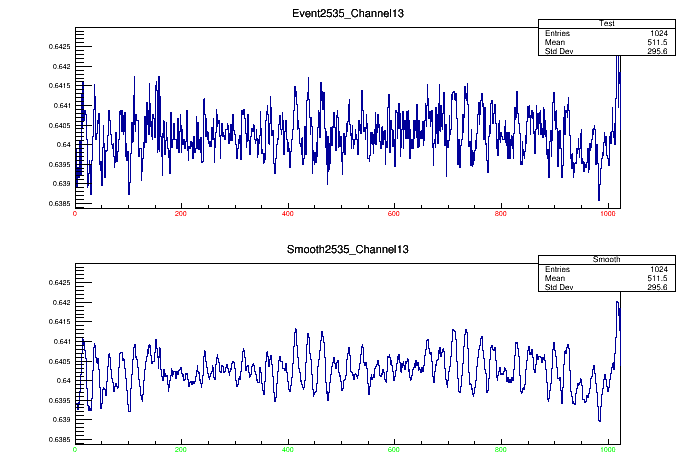 Event2535_Channel13
Test
Entries 1024
Mean 511.5
Std Dev 295.6
0.6425
0.642
0.6415
0.641
0.6405
0.64
0.6395
0.639
0.6385
0 200 400 600 800 1000
Smooth2535_Channel13
Smooth
Entries 1024
Mean 511.5
Std Dev 295.6
0.6425
0.642
0.6415
0.641
0.6405
0.64
0.6395
0.639
0.6385
0 200 400 600 800 1000